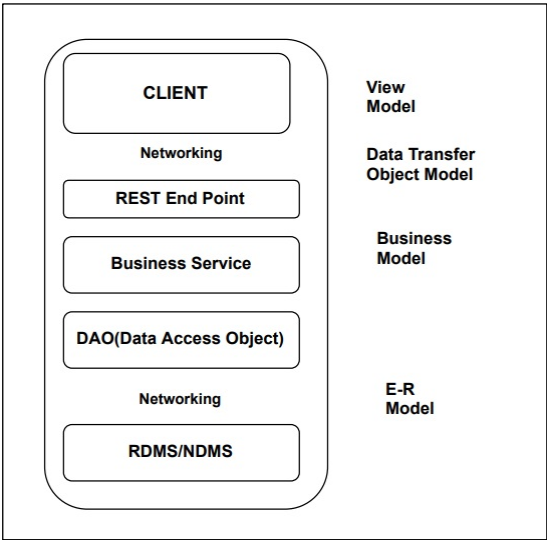 CLIENT
View
Model
Networking
Data Transfer
Object Model
REST End Point
Business Service
Business
Model
DAO(Data Access Object)
Networking
E-R
Model
RDMS/NDMS